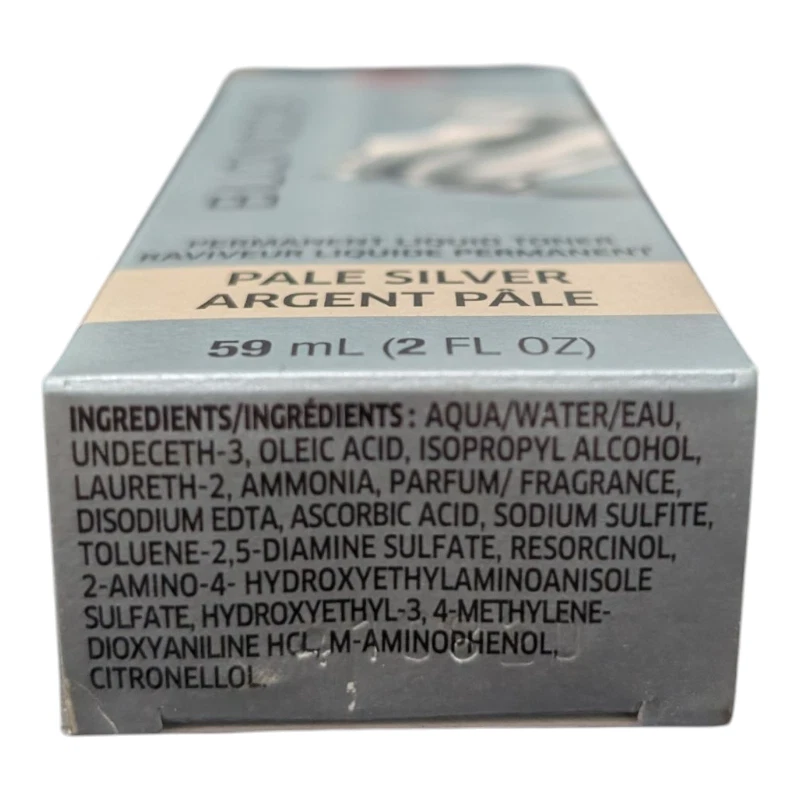 PERMANENT LIQUID TONER
RAVIVEUR LIQUIDE PERMANENT
PALE SILVER
ARGENT PÂLE
59 mL (2 FL OZ)
INGREDIENTS/INGRÉDIENTS: AQUA/WATER/EAU,
UNDECETH-3, OLEIC ACID, ISOPROPYL ALCOHOL,
LAURETH-2, AMMONIA, PARFUM/ FRAGRANCE,
DISODIUM EDTA, ASCORBIC ACID, SODIUM SULFITE,
TOLUENE-2,5-DIAMINE SULFATE, RESORCINOL,
2-AMINO-4- HYDROXYETHYLAMINOANISOLE
SULFATE, HYDROXYETHYL-3, 4-METHYLENE-
DIOXYANILINE HCL, M-AMINOPHENOL,
CITRONELLOL.